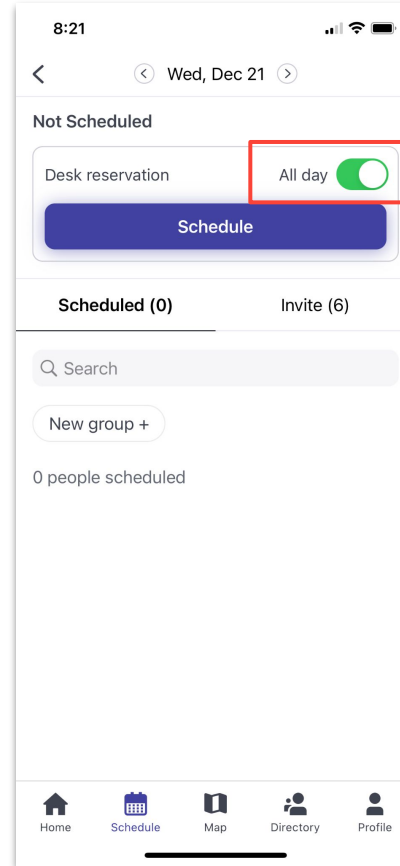 8:21
Wed, Dec 21
Not Scheduled
Desk reservation All day
Schedule
Scheduled (0) Invite (6)
Search
New group +
0 people scheduled
Home Schedule Map Directory Profile